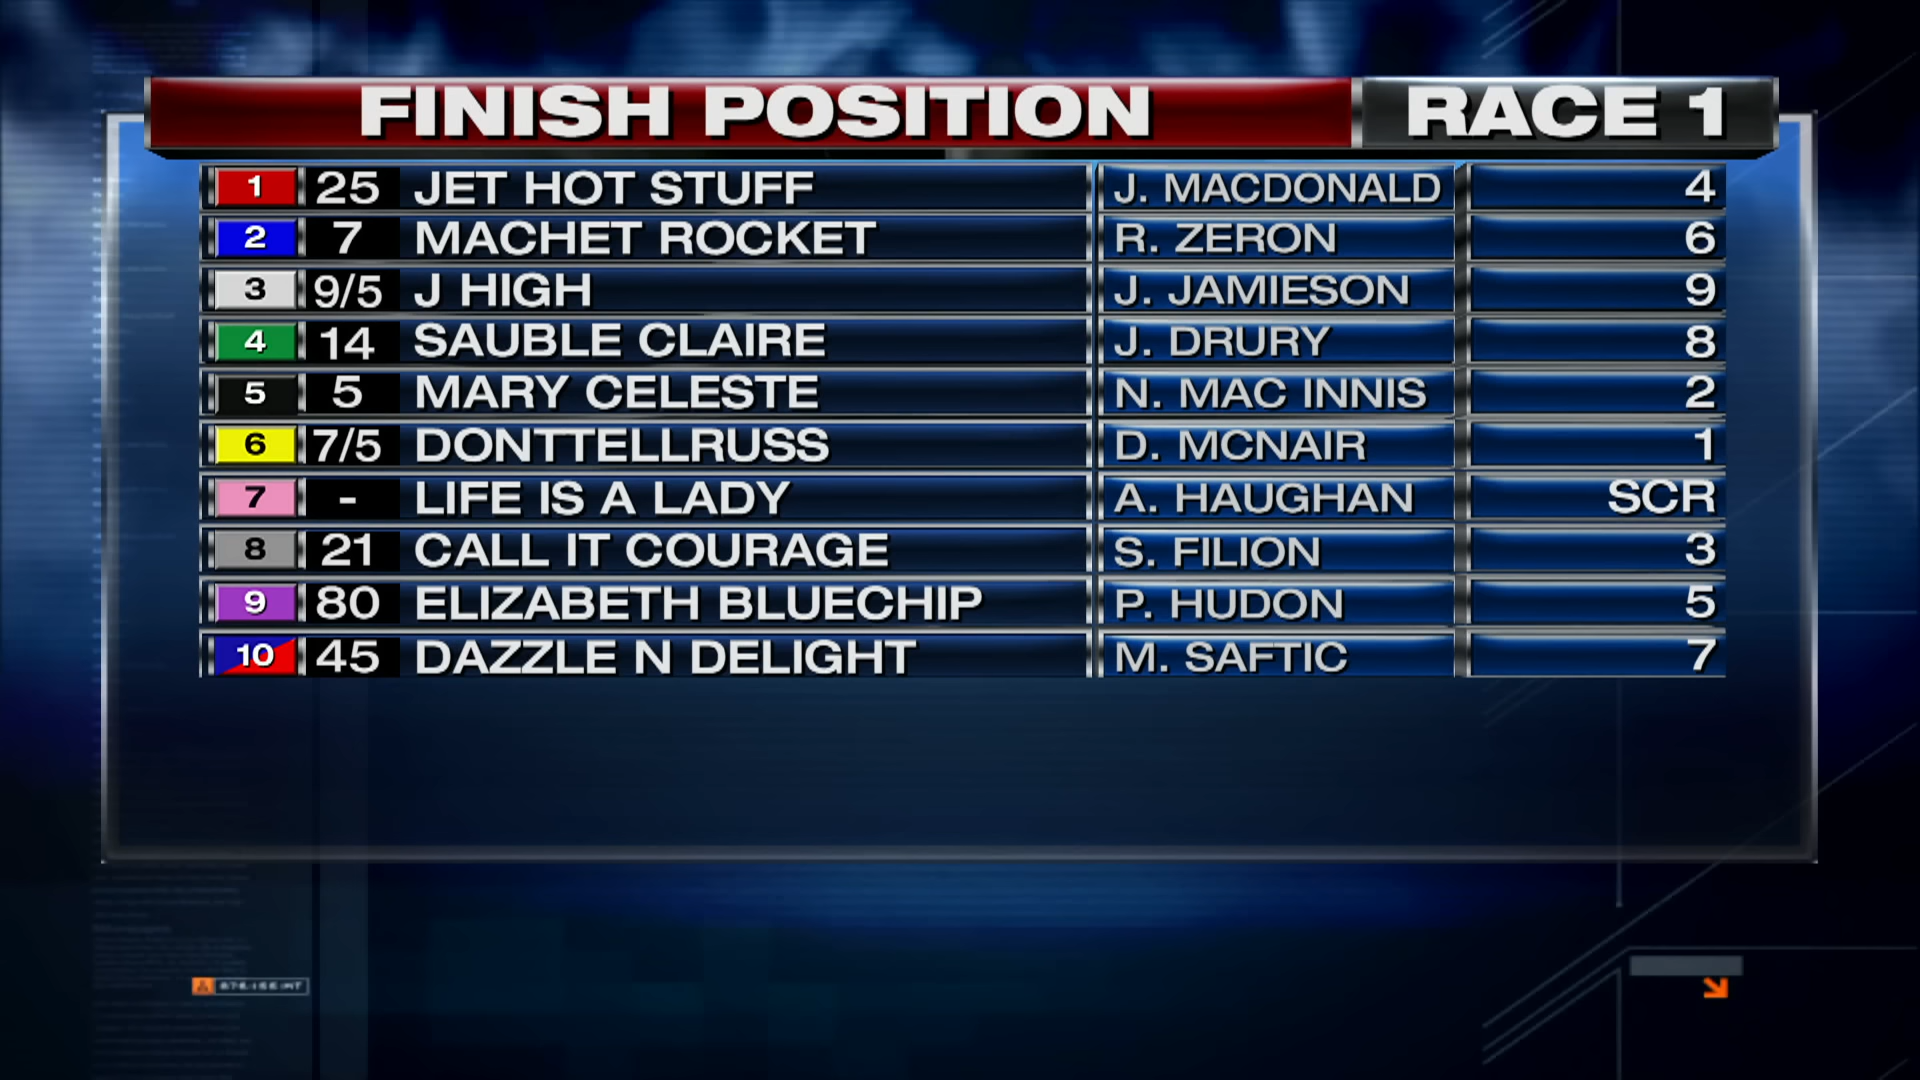 FINISH POSITION RACE 1
1 25 JET HOT STUFF J. MACDONALD 4
2 7 MACHET ROCKET R. ZERON 6
3 9/5 J HIGH J. JAMIESON 9
4 14 SAUBLE CLAIRE J. DRURY 8
5 5 MARY CELESTE N. MAC INNIS 2
6 7/5 DONTTELLRUSS D. MCNAIR 1
7 - LIFE IS A LADY A. HAUGHAN SCR
8 21 CALL IT COURAGE S. FILION 3
9 80 ELIZABETH BLUECHIP P. HUDON 5
10 45 DAZZLE N DELIGHT M. SAFTIC 7